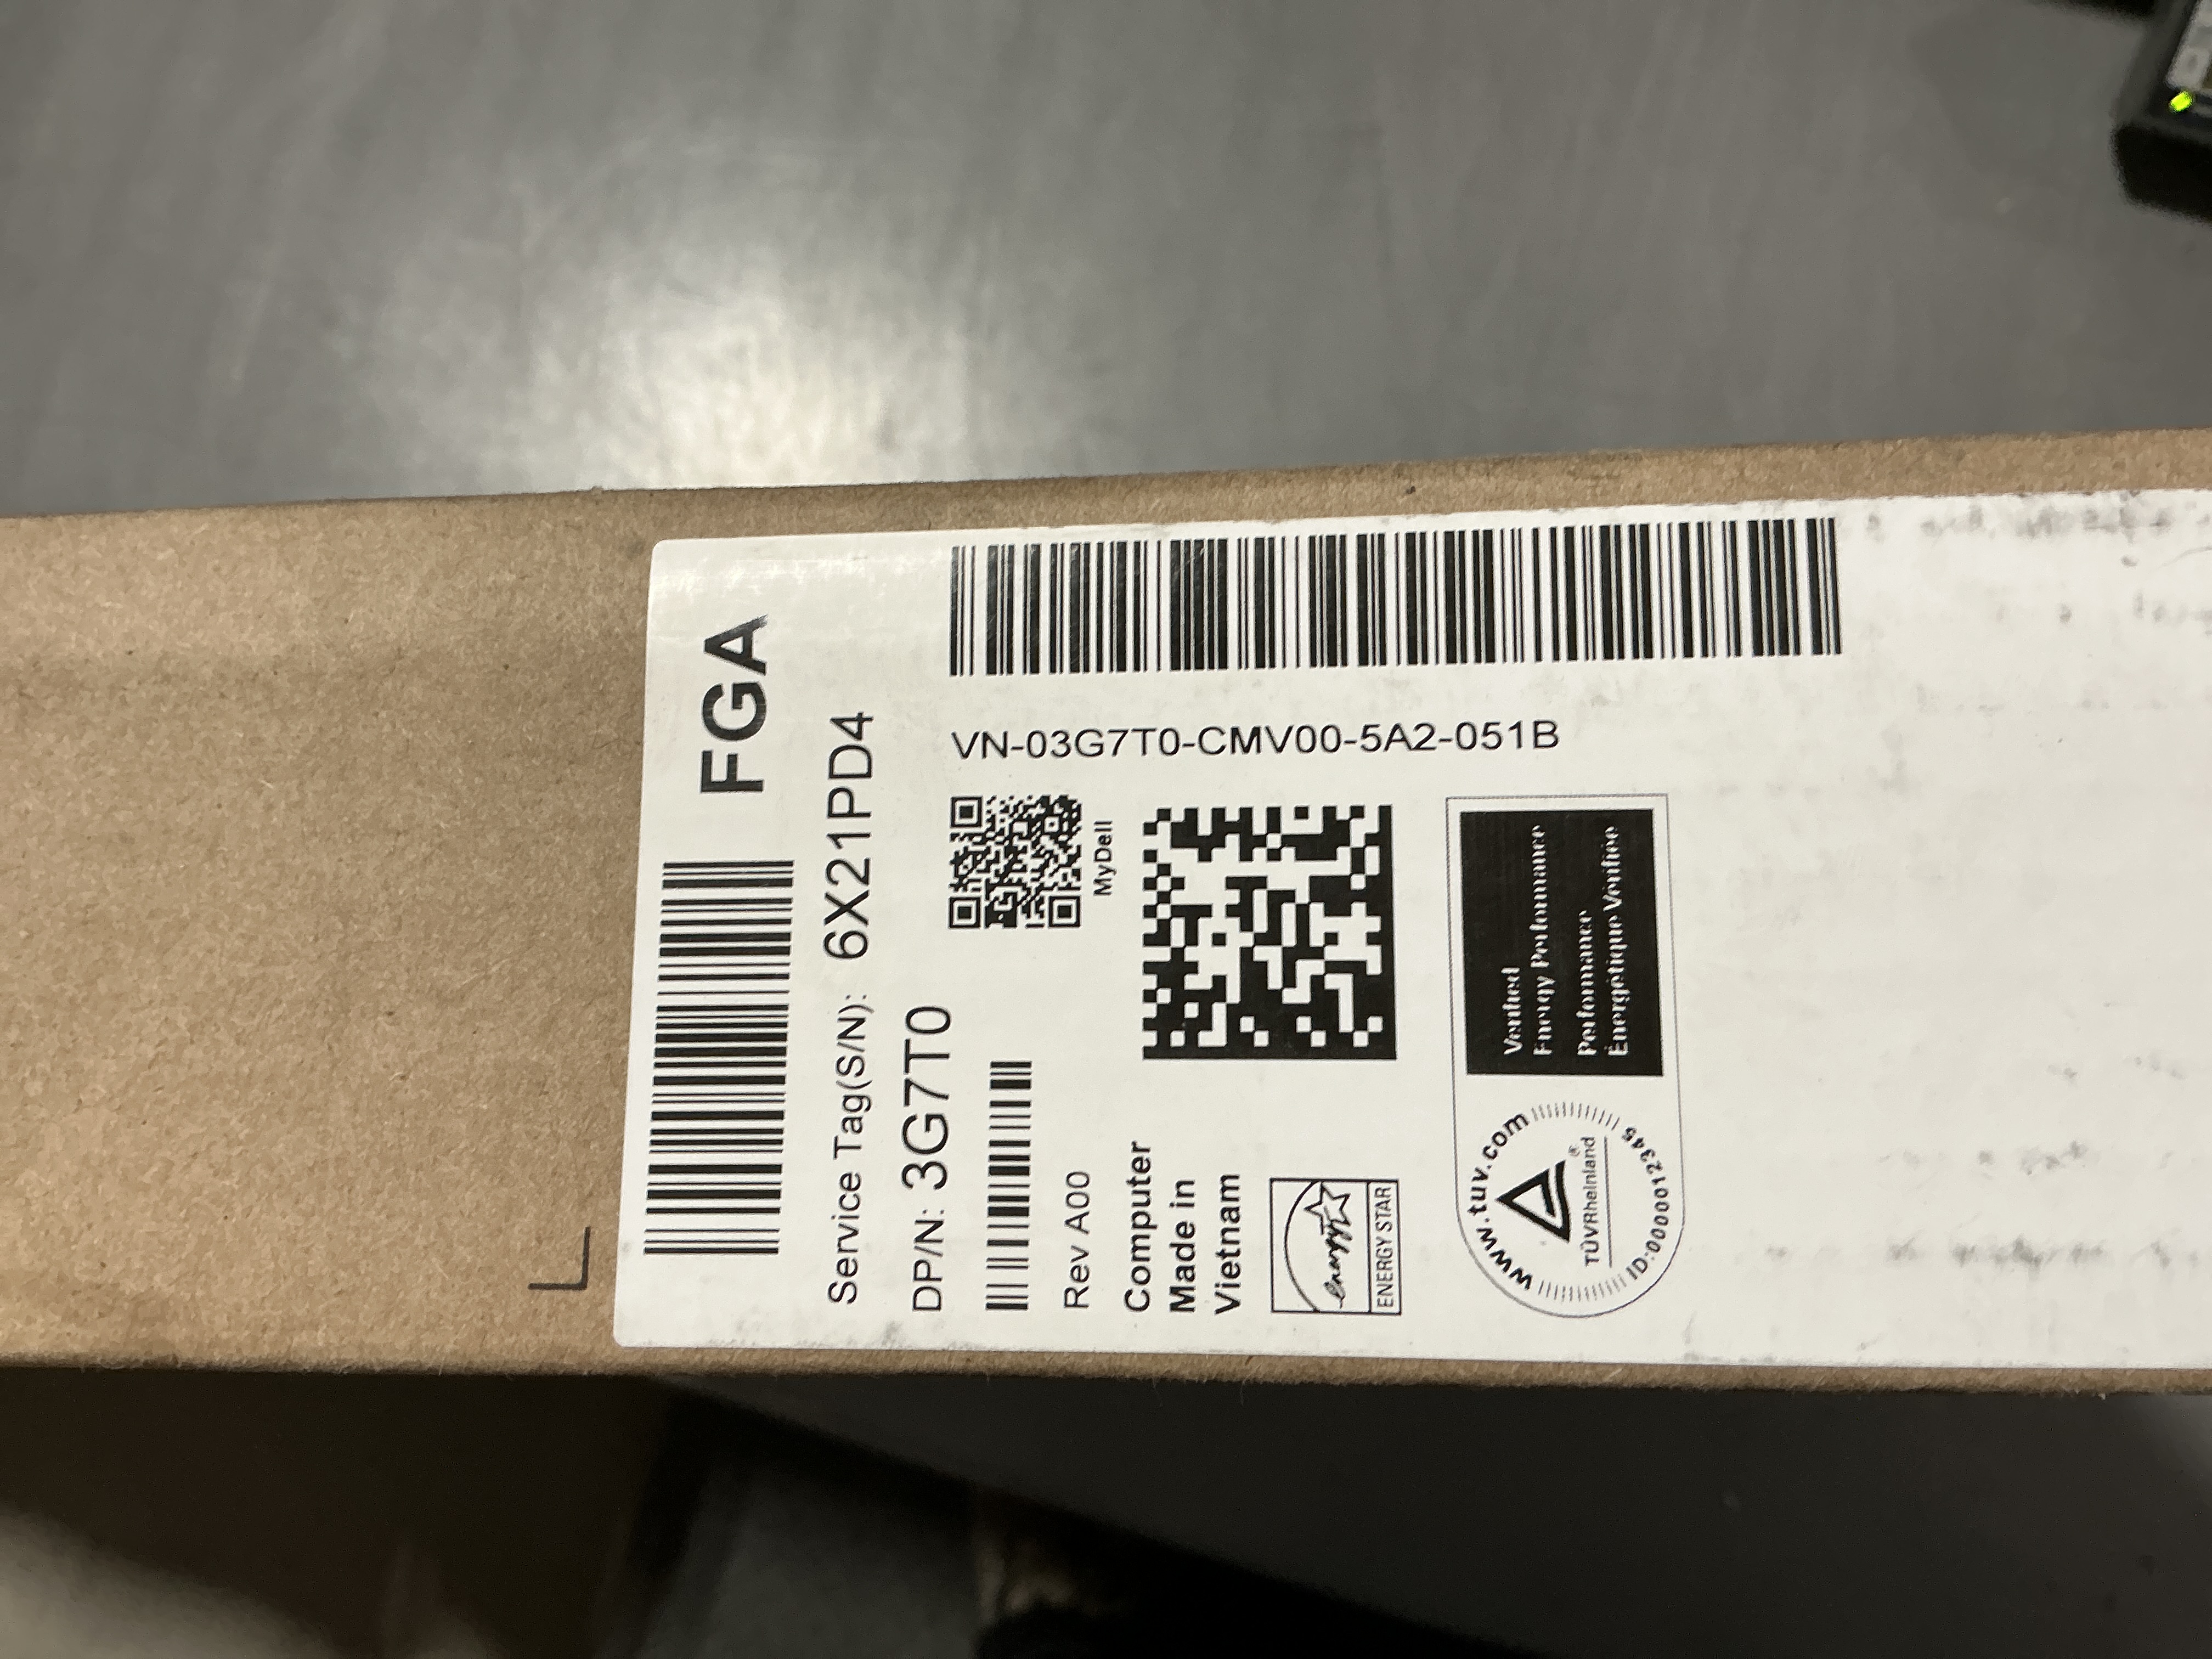 FGA
Service Tag(S/N): 6X21PD4
DP/N: 3G7T0
VN-03G7T0-CMV00-5A2-051B
MyDell
Rev A00
Computer
Made in
Vietnam
energy
ENERGY STAR
www.tuv.com
TÜVRheinland®
ID:0000012345
Verified
Energy Performance
Performance
Énergétique Vérifiée